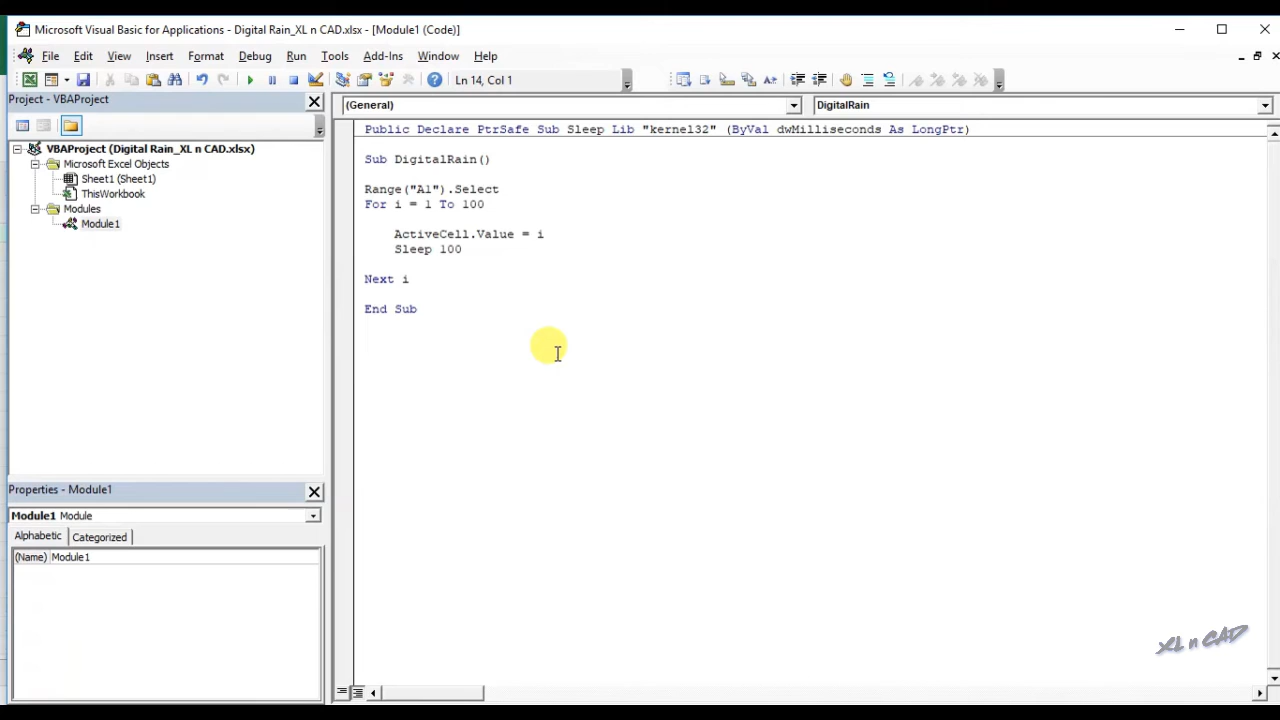 Microsoft Visual Basic for Applications - Digital Rain_XL n CAD.xlsx - [Module1 (Code)]
File Edit View Insert Format Debug Run Tools Add-Ins Window Help
Ln 14, Col 1
Project - VBAProject
(General)
DigitalRain
VBAProject (Digital Rain_XL n CAD.xlsx)
Microsoft Excel Objects
Sheet1 (Sheet1)
ThisWorkbook
Modules
Module1
Public Declare PtrSafe Sub Sleep Lib "kernel32" (ByVal dwMilliseconds As LongPtr)
Sub DigitalRain()
Range("A1").Select
For i = 1 To 100
ActiveCell.Value = i
Sleep 100
Next i
End Sub
Properties - Module1
Module1 Module
Alphabetic Categorized
(Name) Module1
XL n CAD